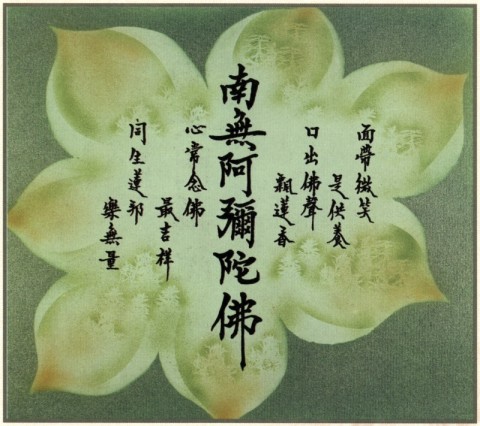 面帶微笑
是供養
口出佛聲
飄蓮香
南無阿彌陀佛
心常念佛
最吉祥
同生蓮邦
樂無量